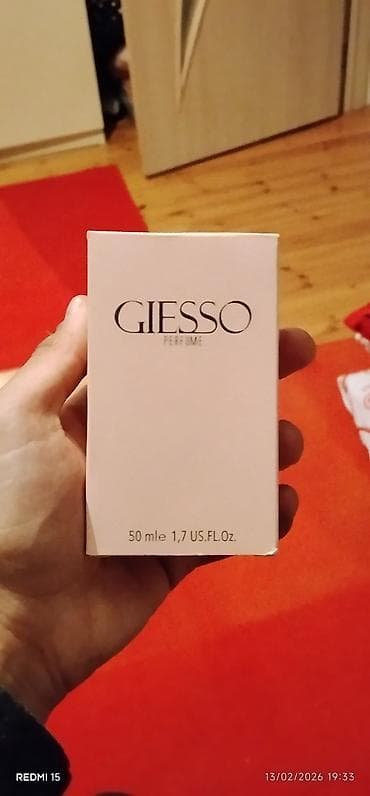 GIESSO
PERFUME
50 mle 1,7 US.FL.Oz.
REDMI 15
13/02/2026 19:33